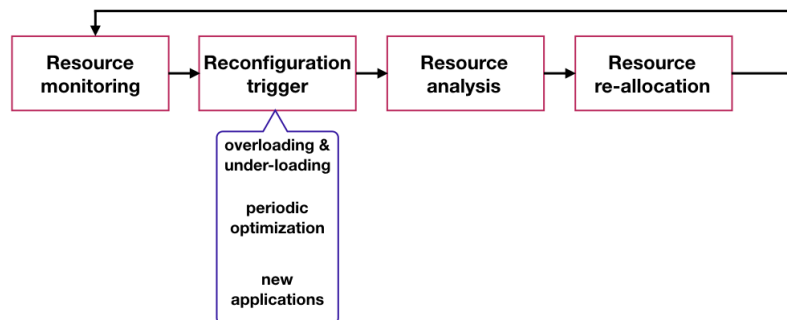 Resource
monitoring
Reconfiguration
trigger
Resource
analysis
Resource
re-allocation
overloading &
under-loading
periodic
optimization
new
applications